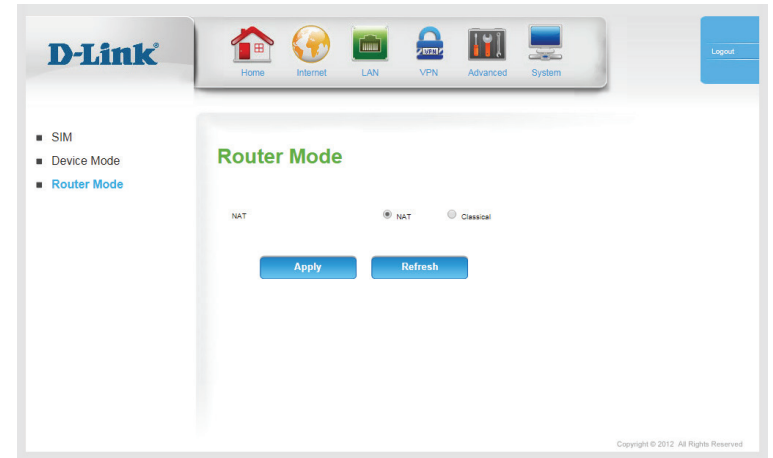 D-Link®
Home Internet LAN VPN Advanced System
VPN
Logout
SIM
Device Mode
Router Mode
Router Mode
NAT NAT Classical
Apply Refresh
Copyright © 2012 All Rights Reserved